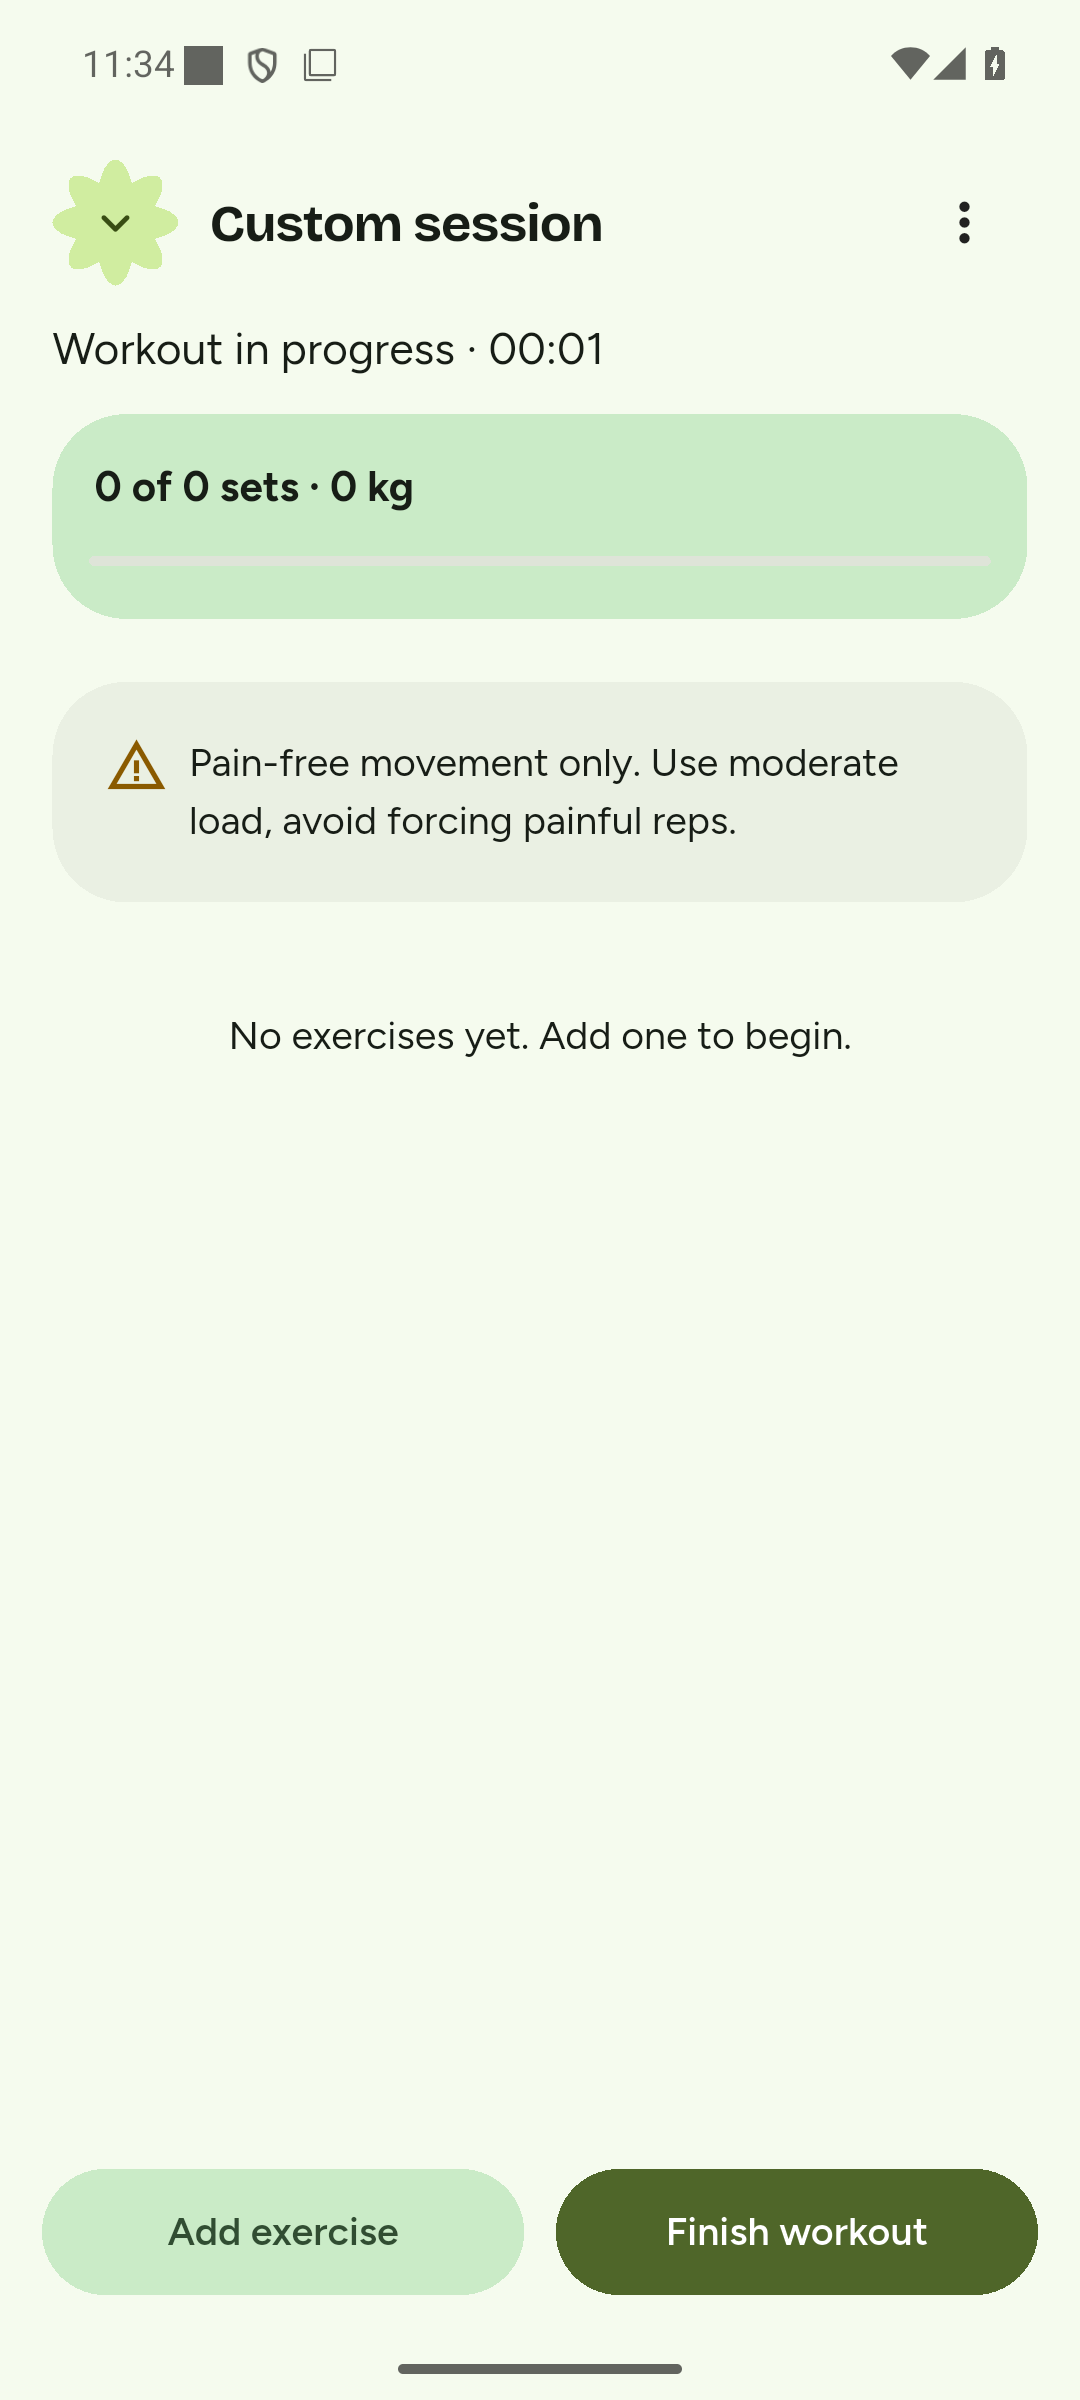 11:34
Custom session
Workout in progress · 00:01
0 of 0 sets · 0 kg
Pain-free movement only. Use moderate
load, avoid forcing painful reps.
No exercises yet. Add one to begin.
Add exercise
Finish workout